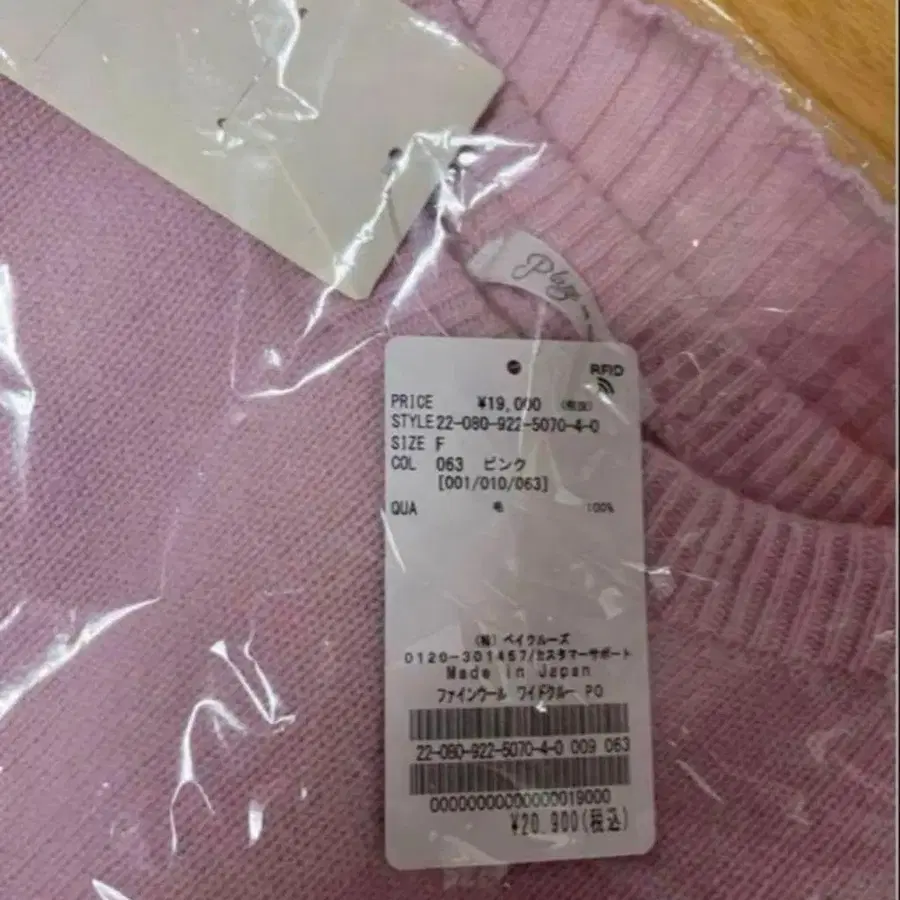 Play
RFID
PRICE ¥19,000 (税抜)
STYLE 22-080-922-5070-4-0
SIZE F
COL 063 ピンク
[001/010/063]
QUA 毛 100%
(株) ベイクルーズ
0120-301457/カスタマーサポート
Made in Japan
ファインウール ワイドクルー PO
22-080-922-5070-4-0 009 063
0000000000000019000
¥20,900(税込)